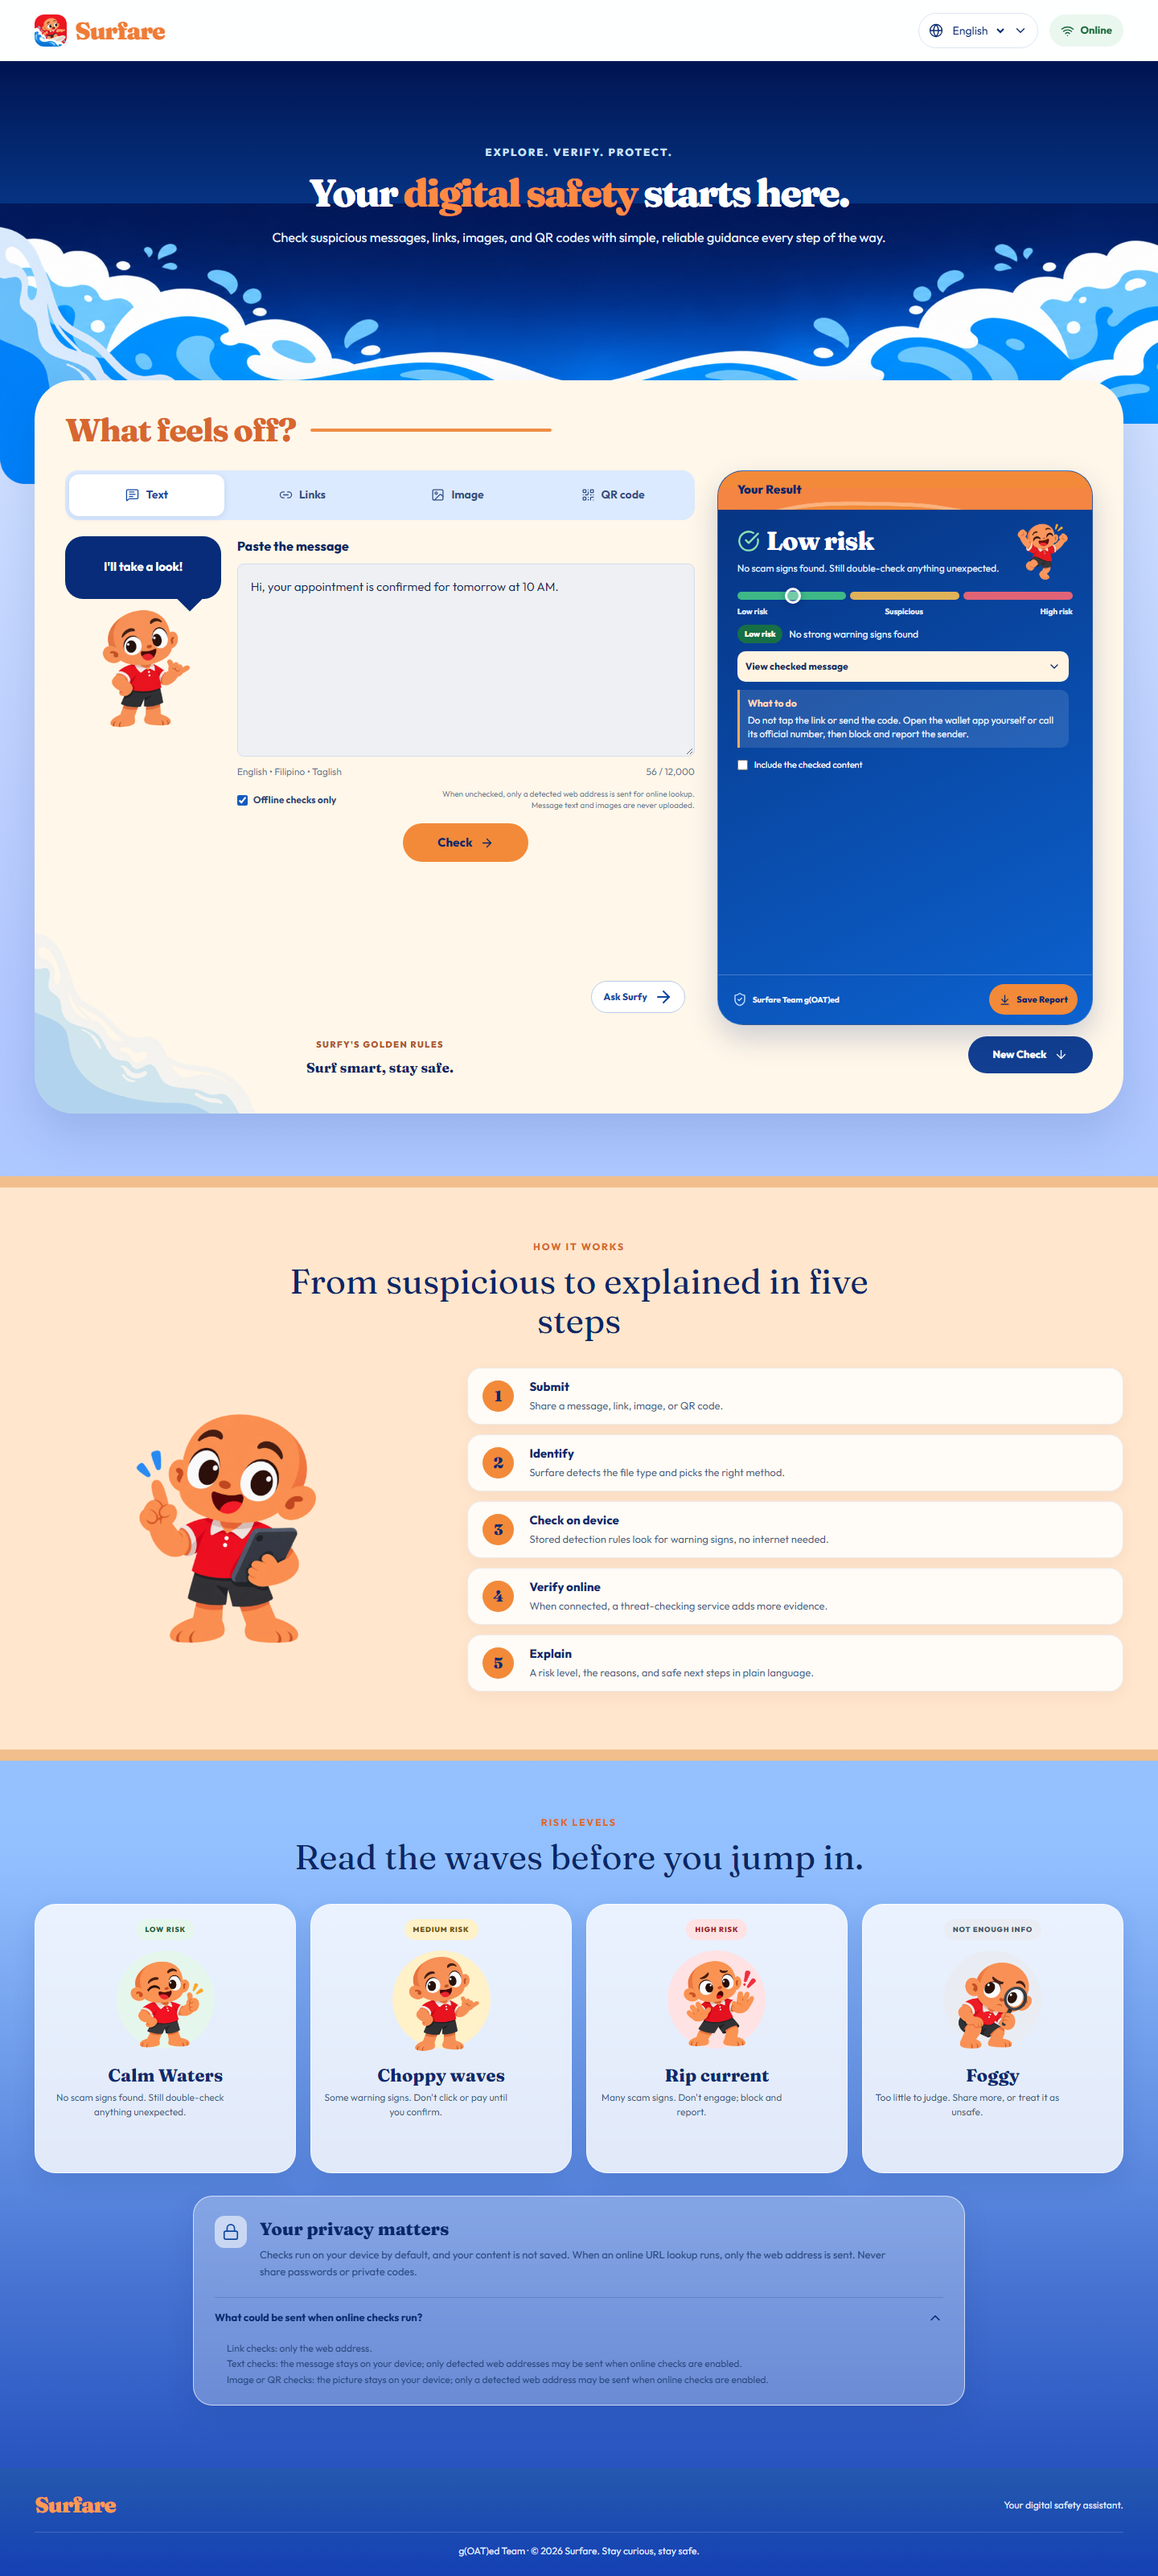 Surfare
English
Online
EXPLORE. VERIFY. PROTECT.
Your digital safety starts here.
Check suspicious messages, links, images, and QR codes with simple, reliable guidance every step of the way.
What feels off?
Text
Links
Image
QR code
I'll take a look!
Paste the message
Hi, your appointment is confirmed for tomorrow at 10 AM.
English • Filipino • Taglish
56 / 12,000
Offline checks only
When unchecked, only a detected web address is sent for online lookup.
Message text and images are never uploaded.
Check
Ask Surfy
SURFY'S GOLDEN RULES
Surf smart, stay safe.
Your Result
Low risk
No scam signs found. Still double-check anything unexpected.
Low risk
Suspicious
High risk
Low risk
No strong warning signs found
View checked message
What to do
Do not tap the link or send the code. Open the wallet app yourself or call
its official number, then block and report the sender.
Include the checked content
Surfare Team g(OAT)ed
Save Report
New Check
HOW IT WORKS
From suspicious to explained in five
steps
1
Submit
Share a message, link, image, or QR code.
2
Identify
Surfare detects the file type and picks the right method.
3
Check on device
Stored detection rules look for warning signs, no internet needed.
4
Verify online
When connected, a threat-checking service adds more evidence.
5
Explain
A risk level, the reasons, and safe next steps in plain language.
RISK LEVELS
Read the waves before you jump in.
LOW RISK
Calm Waters
No scam signs found. Still double-check
anything unexpected.
MEDIUM RISK
Choppy waves
Some warning signs. Don't click or pay until
you confirm.
HIGH RISK
Rip current
Many scam signs. Don't engage; block and
report.
NOT ENOUGH INFO
Foggy
Too little to judge. Share more, or treat it as
unsafe.
Your privacy matters
Checks run on your device by default, and your content is not saved. When an online URL lookup runs, only the web address is sent. Never
share passwords or private codes.
What could be sent when online checks run?
Link checks: only the web address.
Text checks: the message stays on your device; only detected web addresses may be sent when online checks are enabled.
Image or QR checks: the picture stays on your device; only a detected web address may be sent when online checks are enabled.
Surfare
Your digital safety assistant.
g(OAT)ed Team · © 2026 Surfare. Stay curious, stay safe.